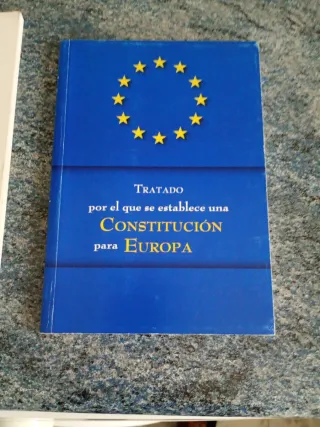 TRATADO
por el que se establece una
CONSTITUCIÓN
para EUROPA